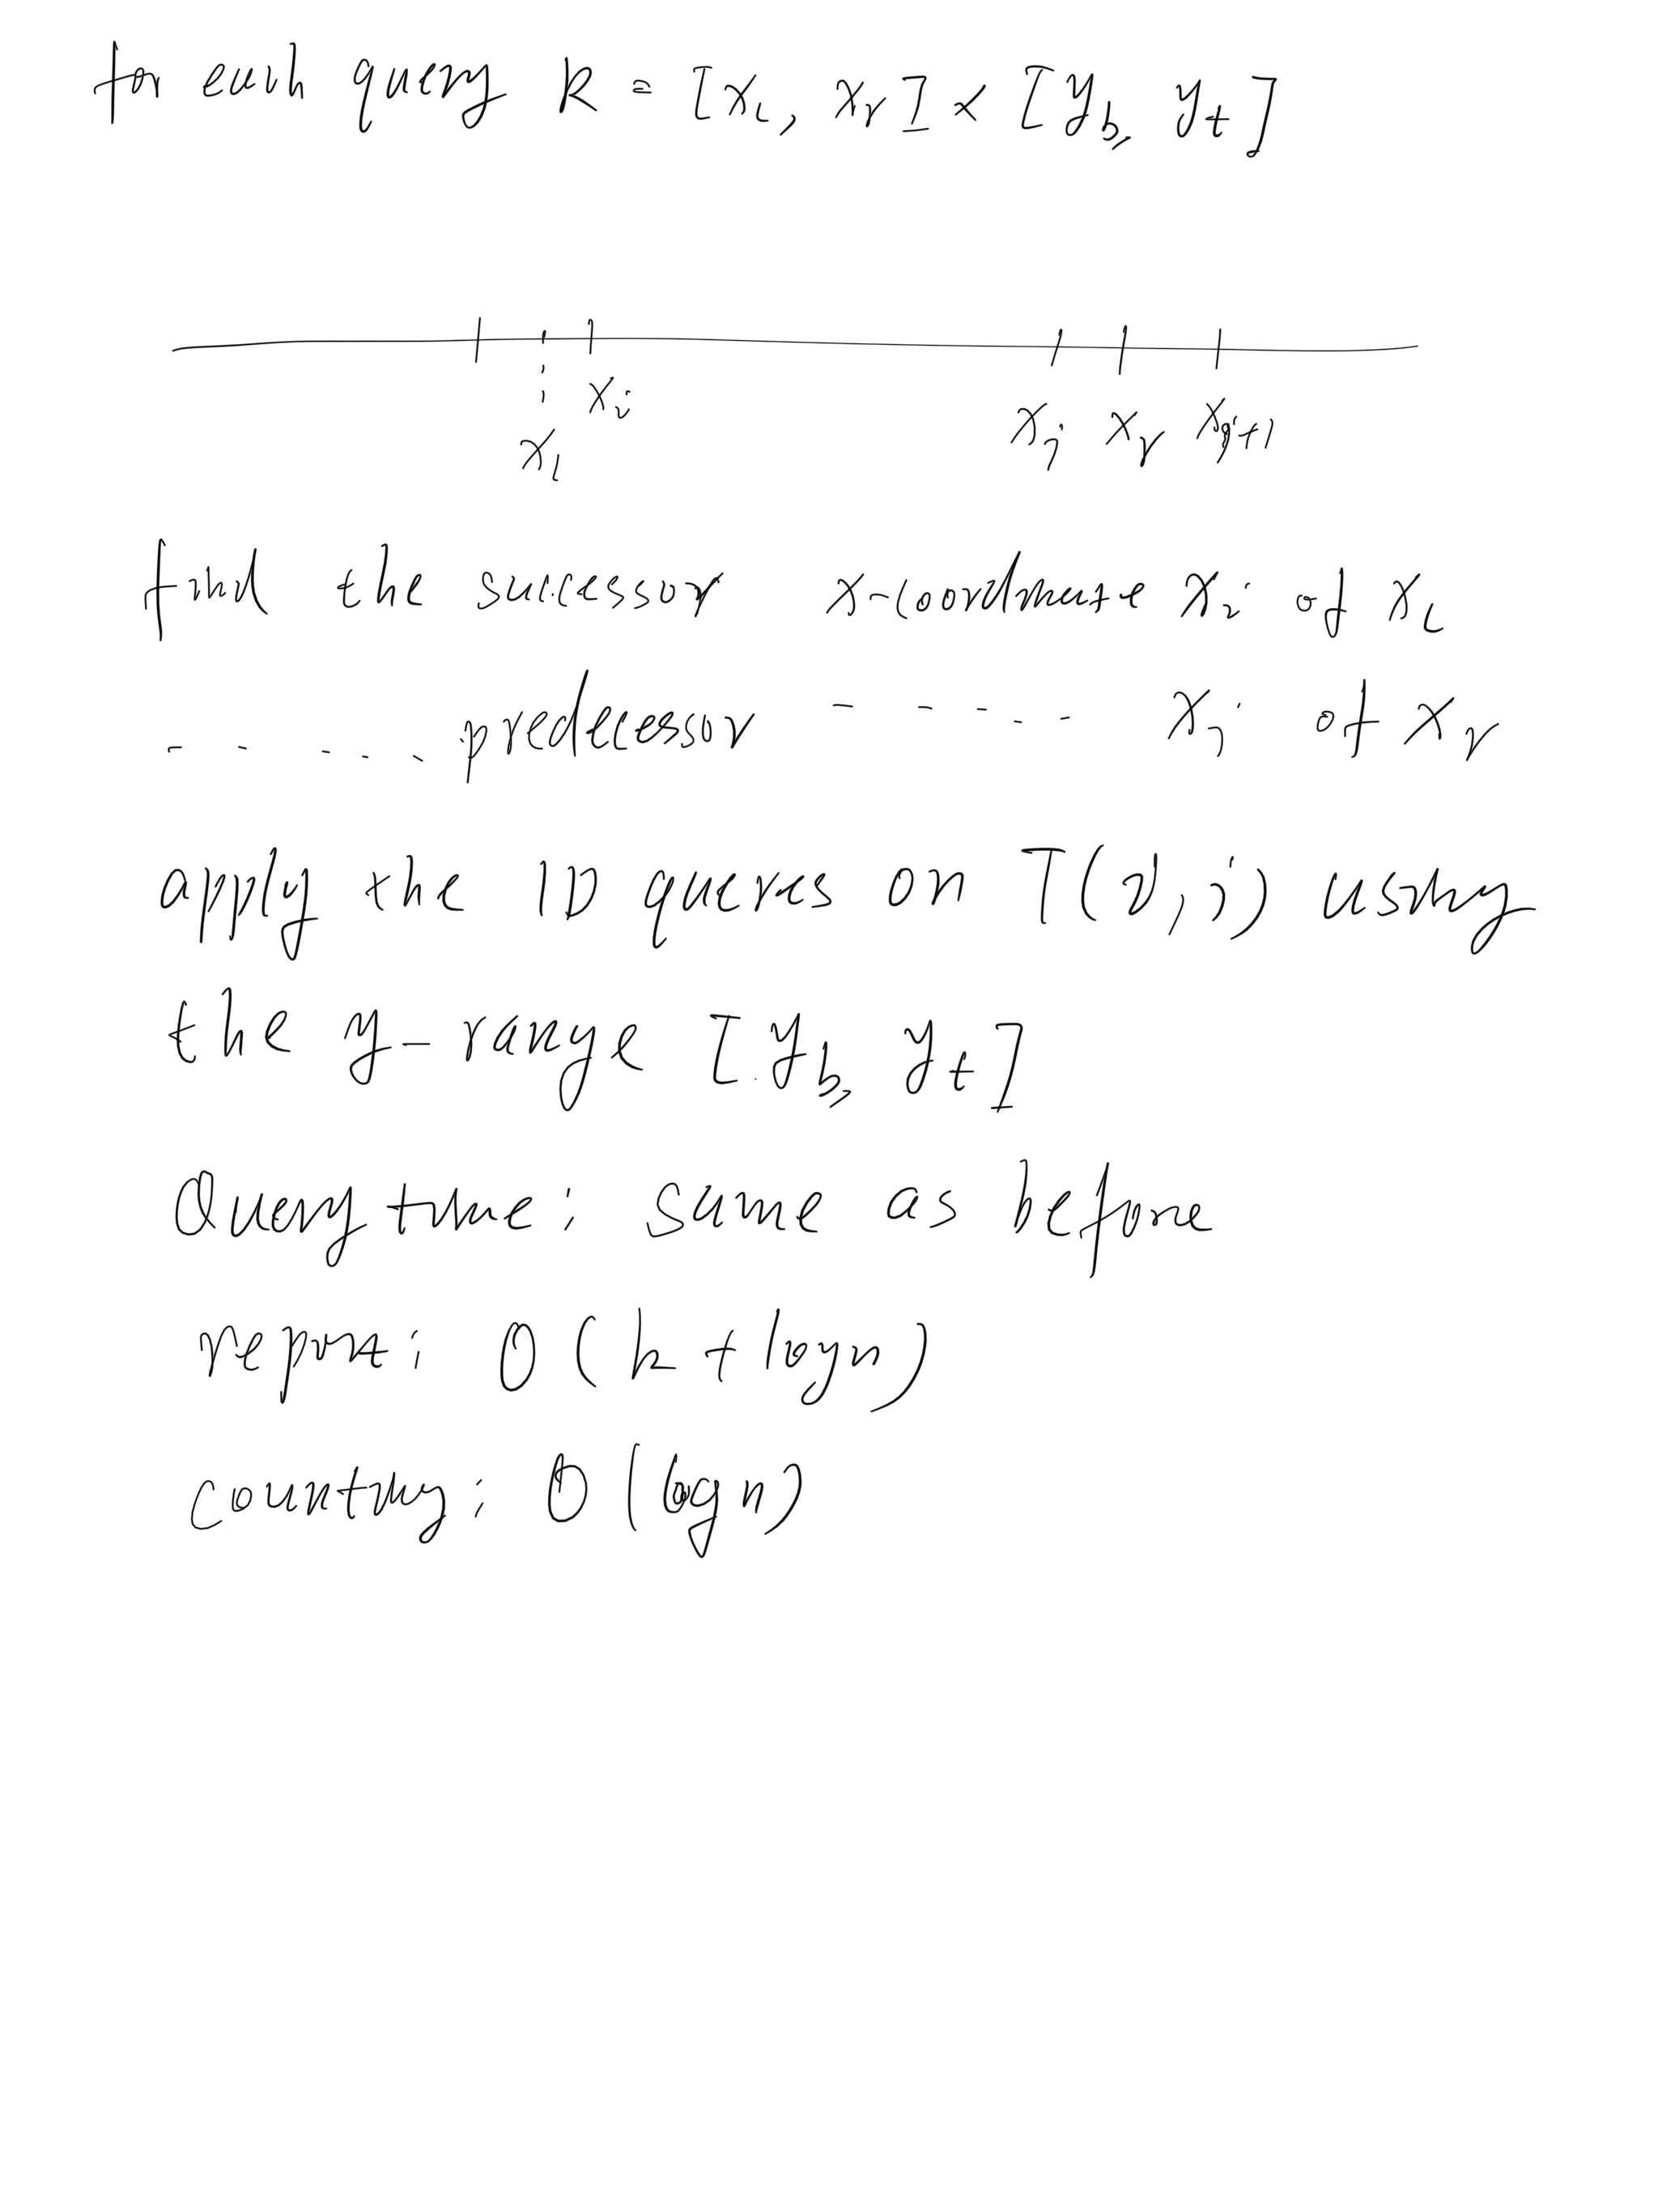 for each query R = [x_l, x_r] × [y_b, y_t]
x_i
x_l
x_j x_r x_{j+1}
find the successor x-coordinate x_i of x_l
- - - - - predecessor - - - - - x_j of x_r
apply the 1D queries on T(i,j) using
the y-range [y_b, y_t]
Query time: same as before
report: O(k + log n)
counting: O(log n)